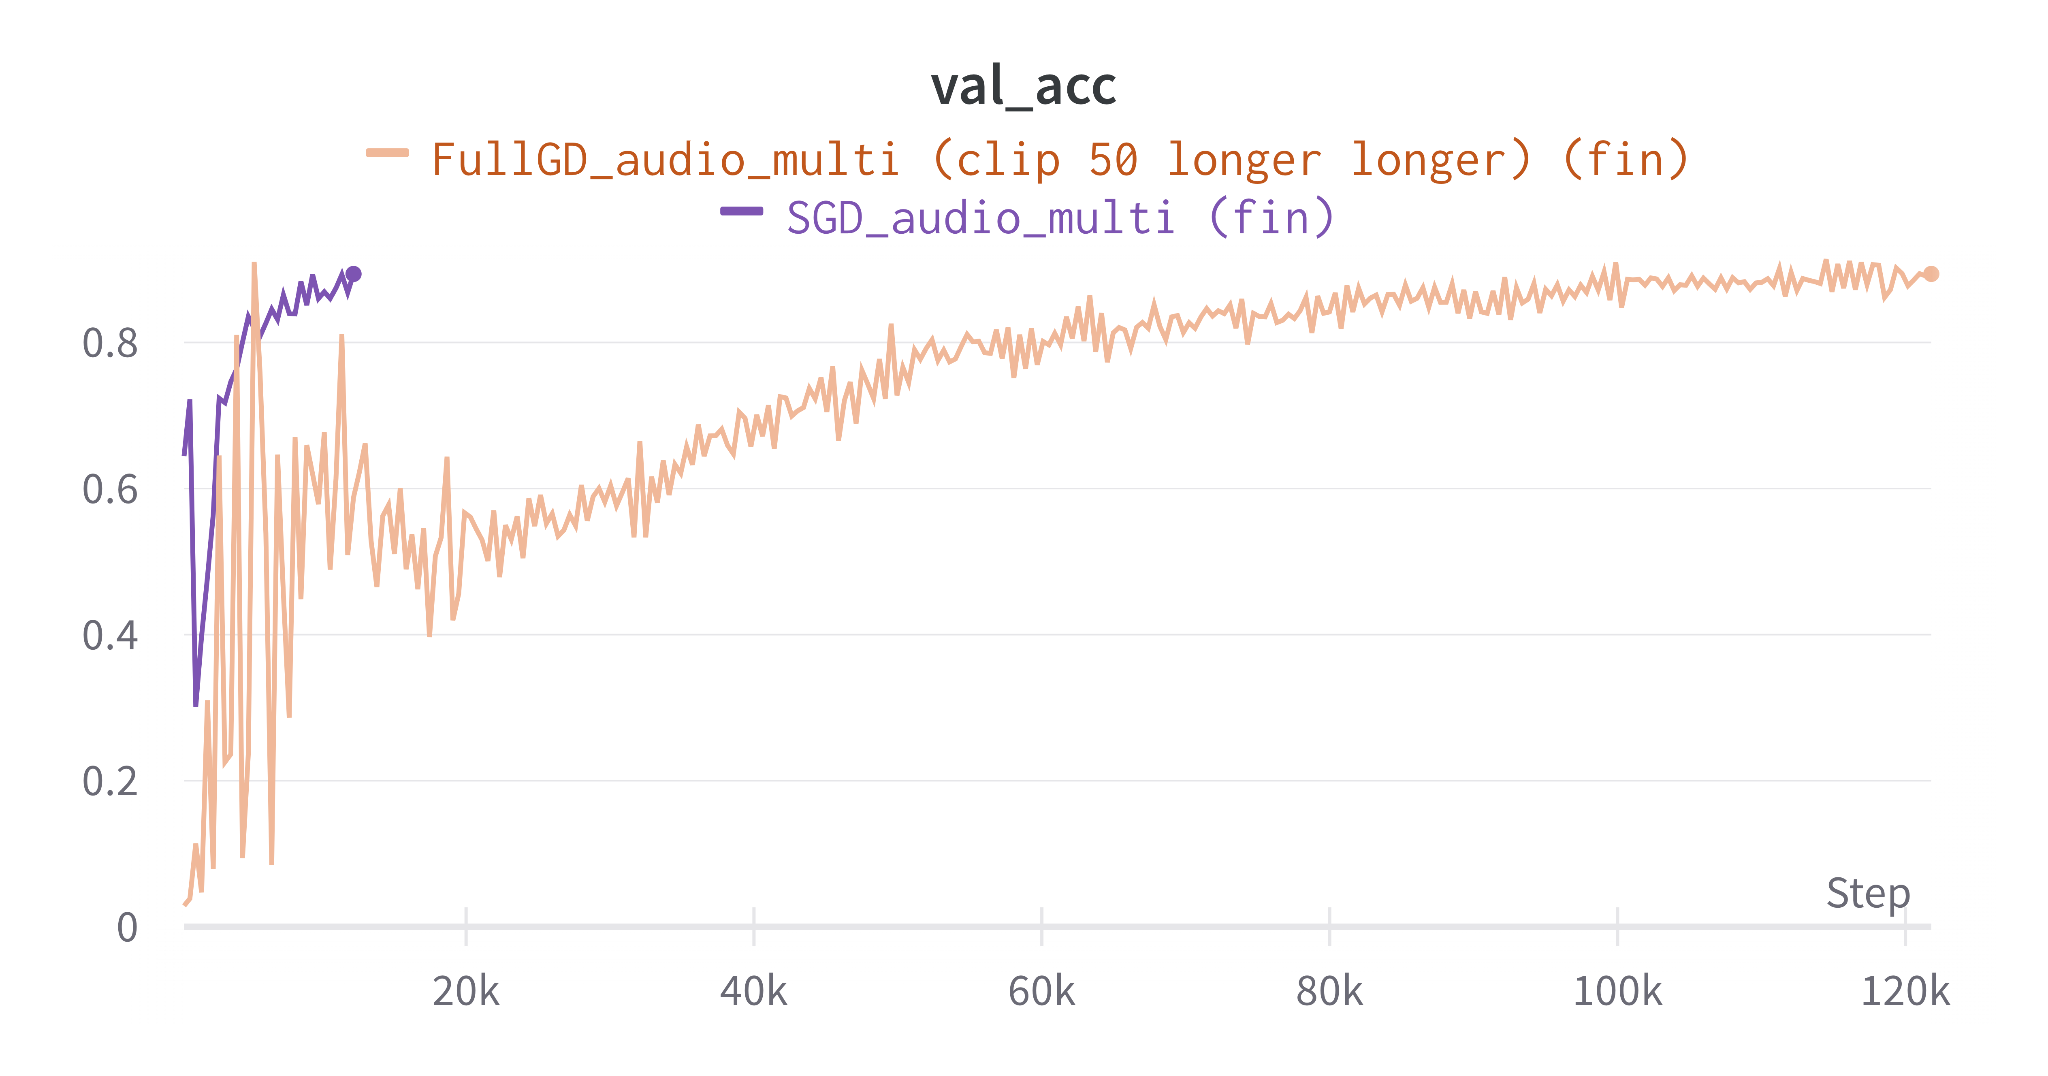 val_acc
FullGD_audio_multi (clip 50 longer longer) (fin)
SGD_audio_multi (fin)
0.8
0.6
0.4
0.2
0
Step
20k 40k 60k 80k 100k 120k